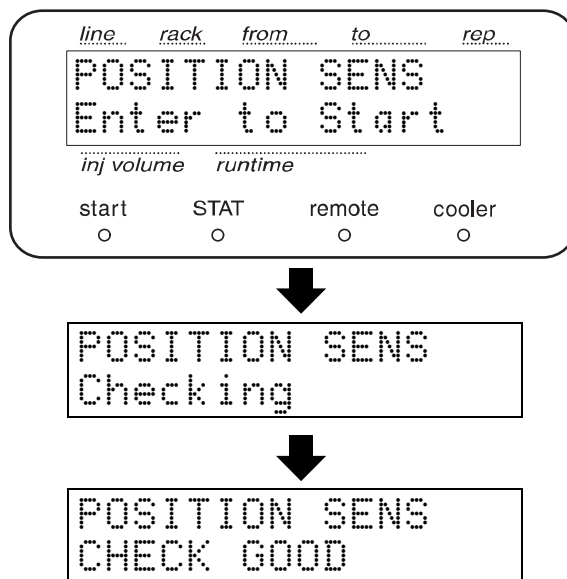 line rack from to rep
POSITION SENS
Enter to Start
inj volume runtime
start STAT remote cooler
POSITION SENS
Checking
POSITION SENS
CHECK GOOD